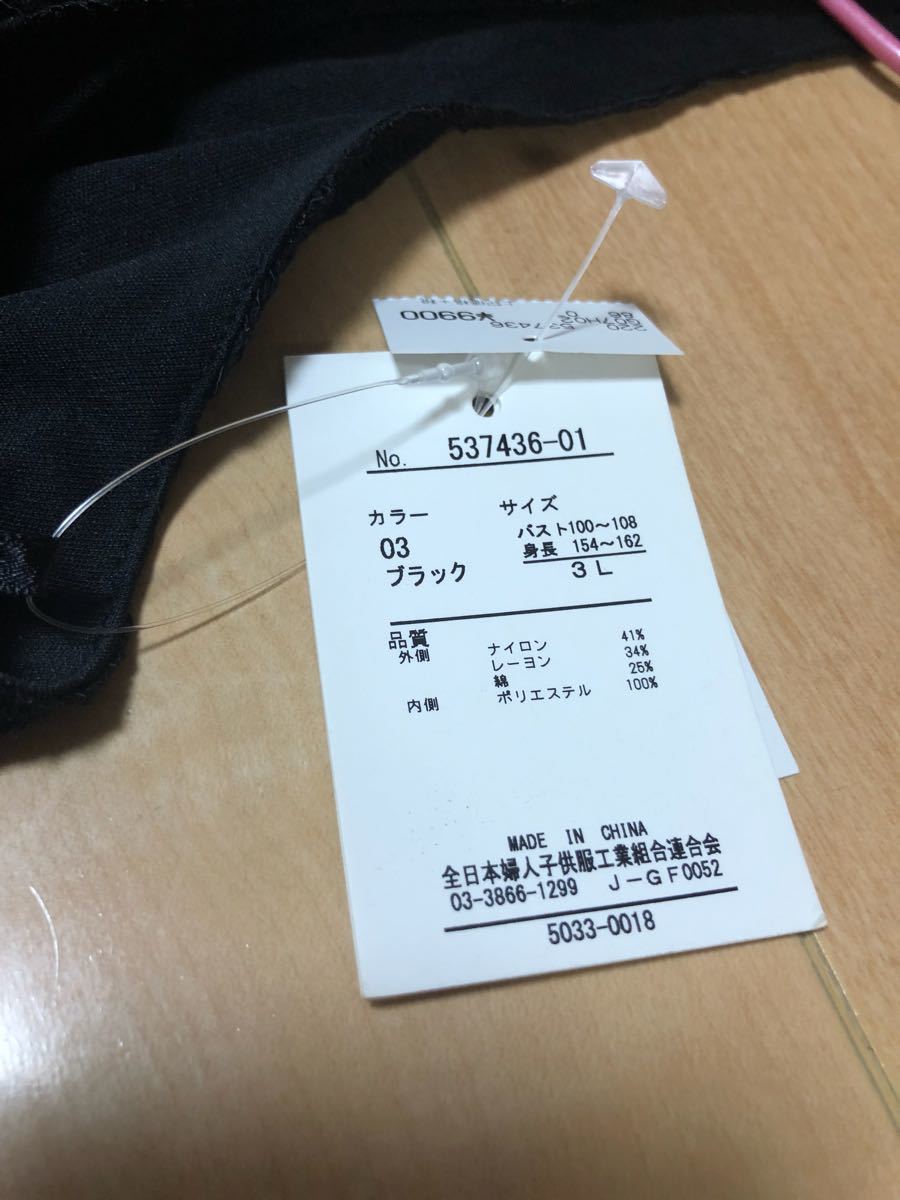 ¥9900
537436
No. 537436-01
カラー サイズ
03 バスト100～108
ブラック 身長 154～162
3L
品質
外側 ナイロン 41%
レーヨン 34%
綿 25%
内側 ポリエステル 100%
MADE IN CHINA
全日本婦人子供服工業組合連合会
03-3866-1299 J-GF0052
5033-0018